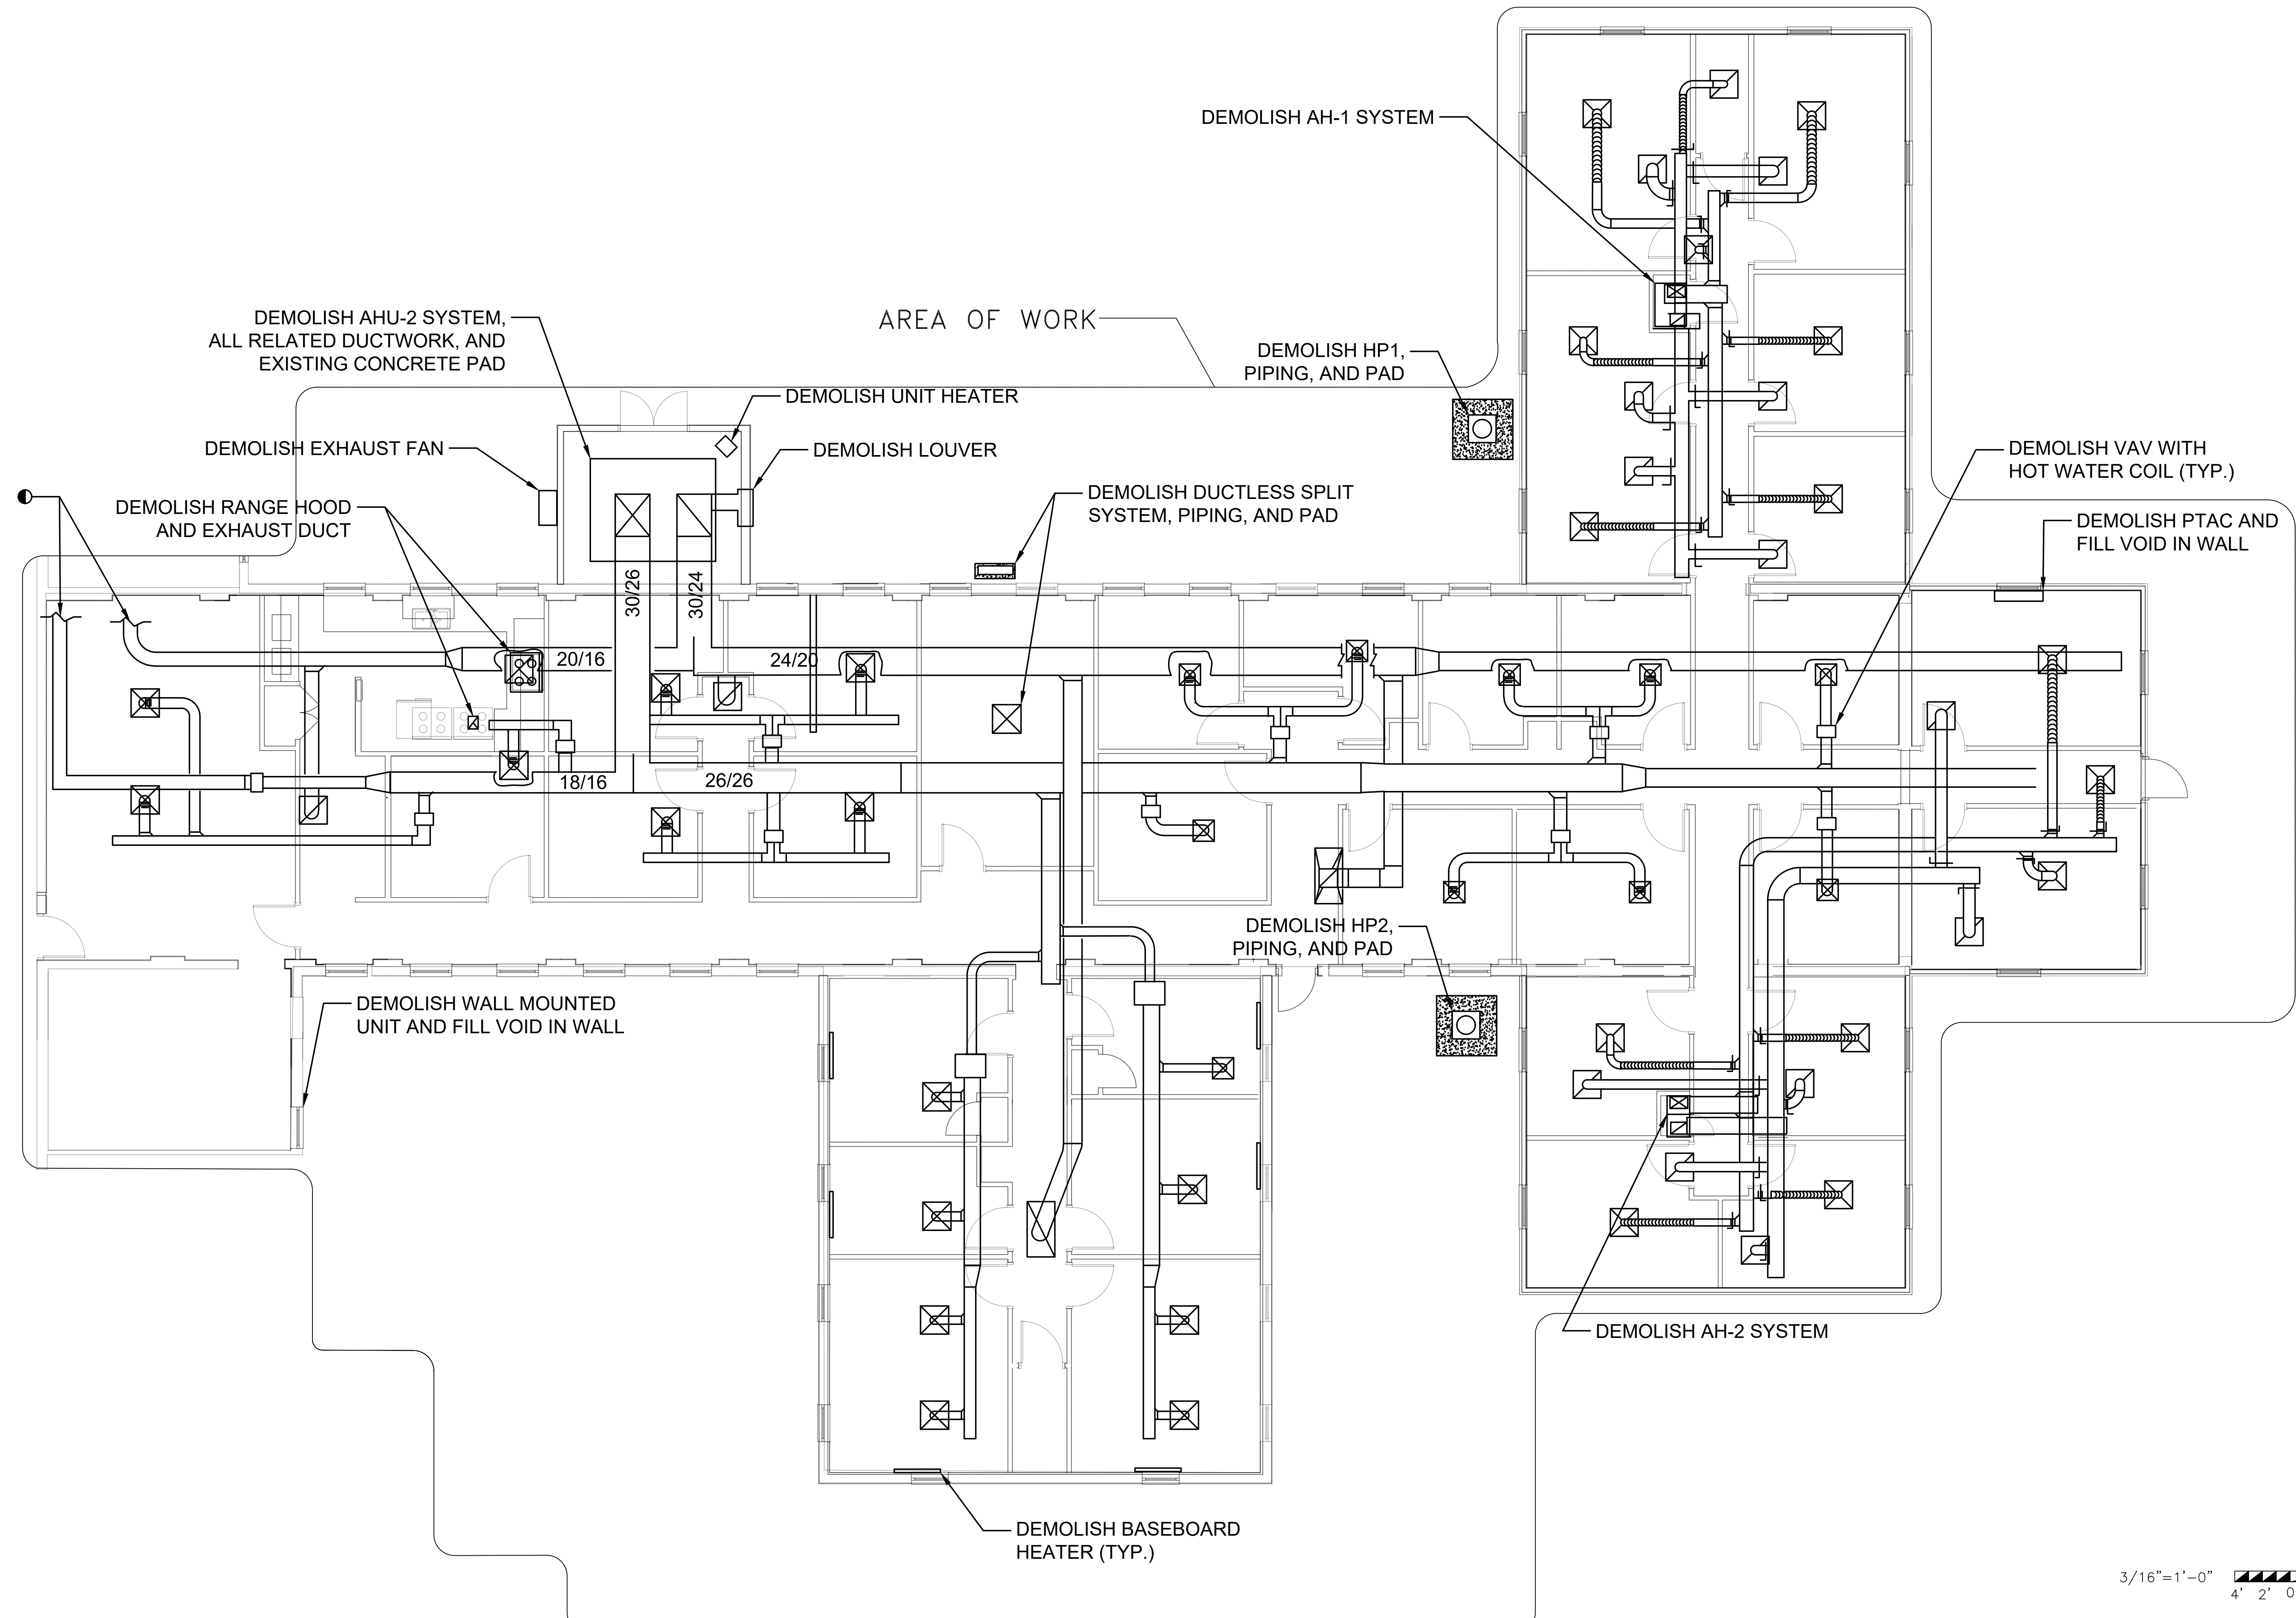 DEMOLISH AH-1 SYSTEM
DEMOLISH AHU-2 SYSTEM,
ALL RELATED DUCTWORK, AND
EXISTING CONCRETE PAD
AREA OF WORK
DEMOLISH HP1,
PIPING, AND PAD
DEMOLISH UNIT HEATER
DEMOLISH EXHAUST FAN
DEMOLISH LOUVER
DEMOLISH VAV WITH
HOT WATER COIL (TYP.)
DEMOLISH RANGE HOOD
AND EXHAUST DUCT
DEMOLISH DUCTLESS SPLIT
SYSTEM, PIPING, AND PAD
DEMOLISH PTAC AND
FILL VOID IN WALL
30/26
30/24
20/16
24/20
18/16
26/26
DEMOLISH HP2,
PIPING, AND PAD
DEMOLISH WALL MOUNTED
UNIT AND FILL VOID IN WALL
DEMOLISH AH-2 SYSTEM
DEMOLISH BASEBOARD
HEATER (TYP.)
3/16"=1'-0"
4' 2' 0